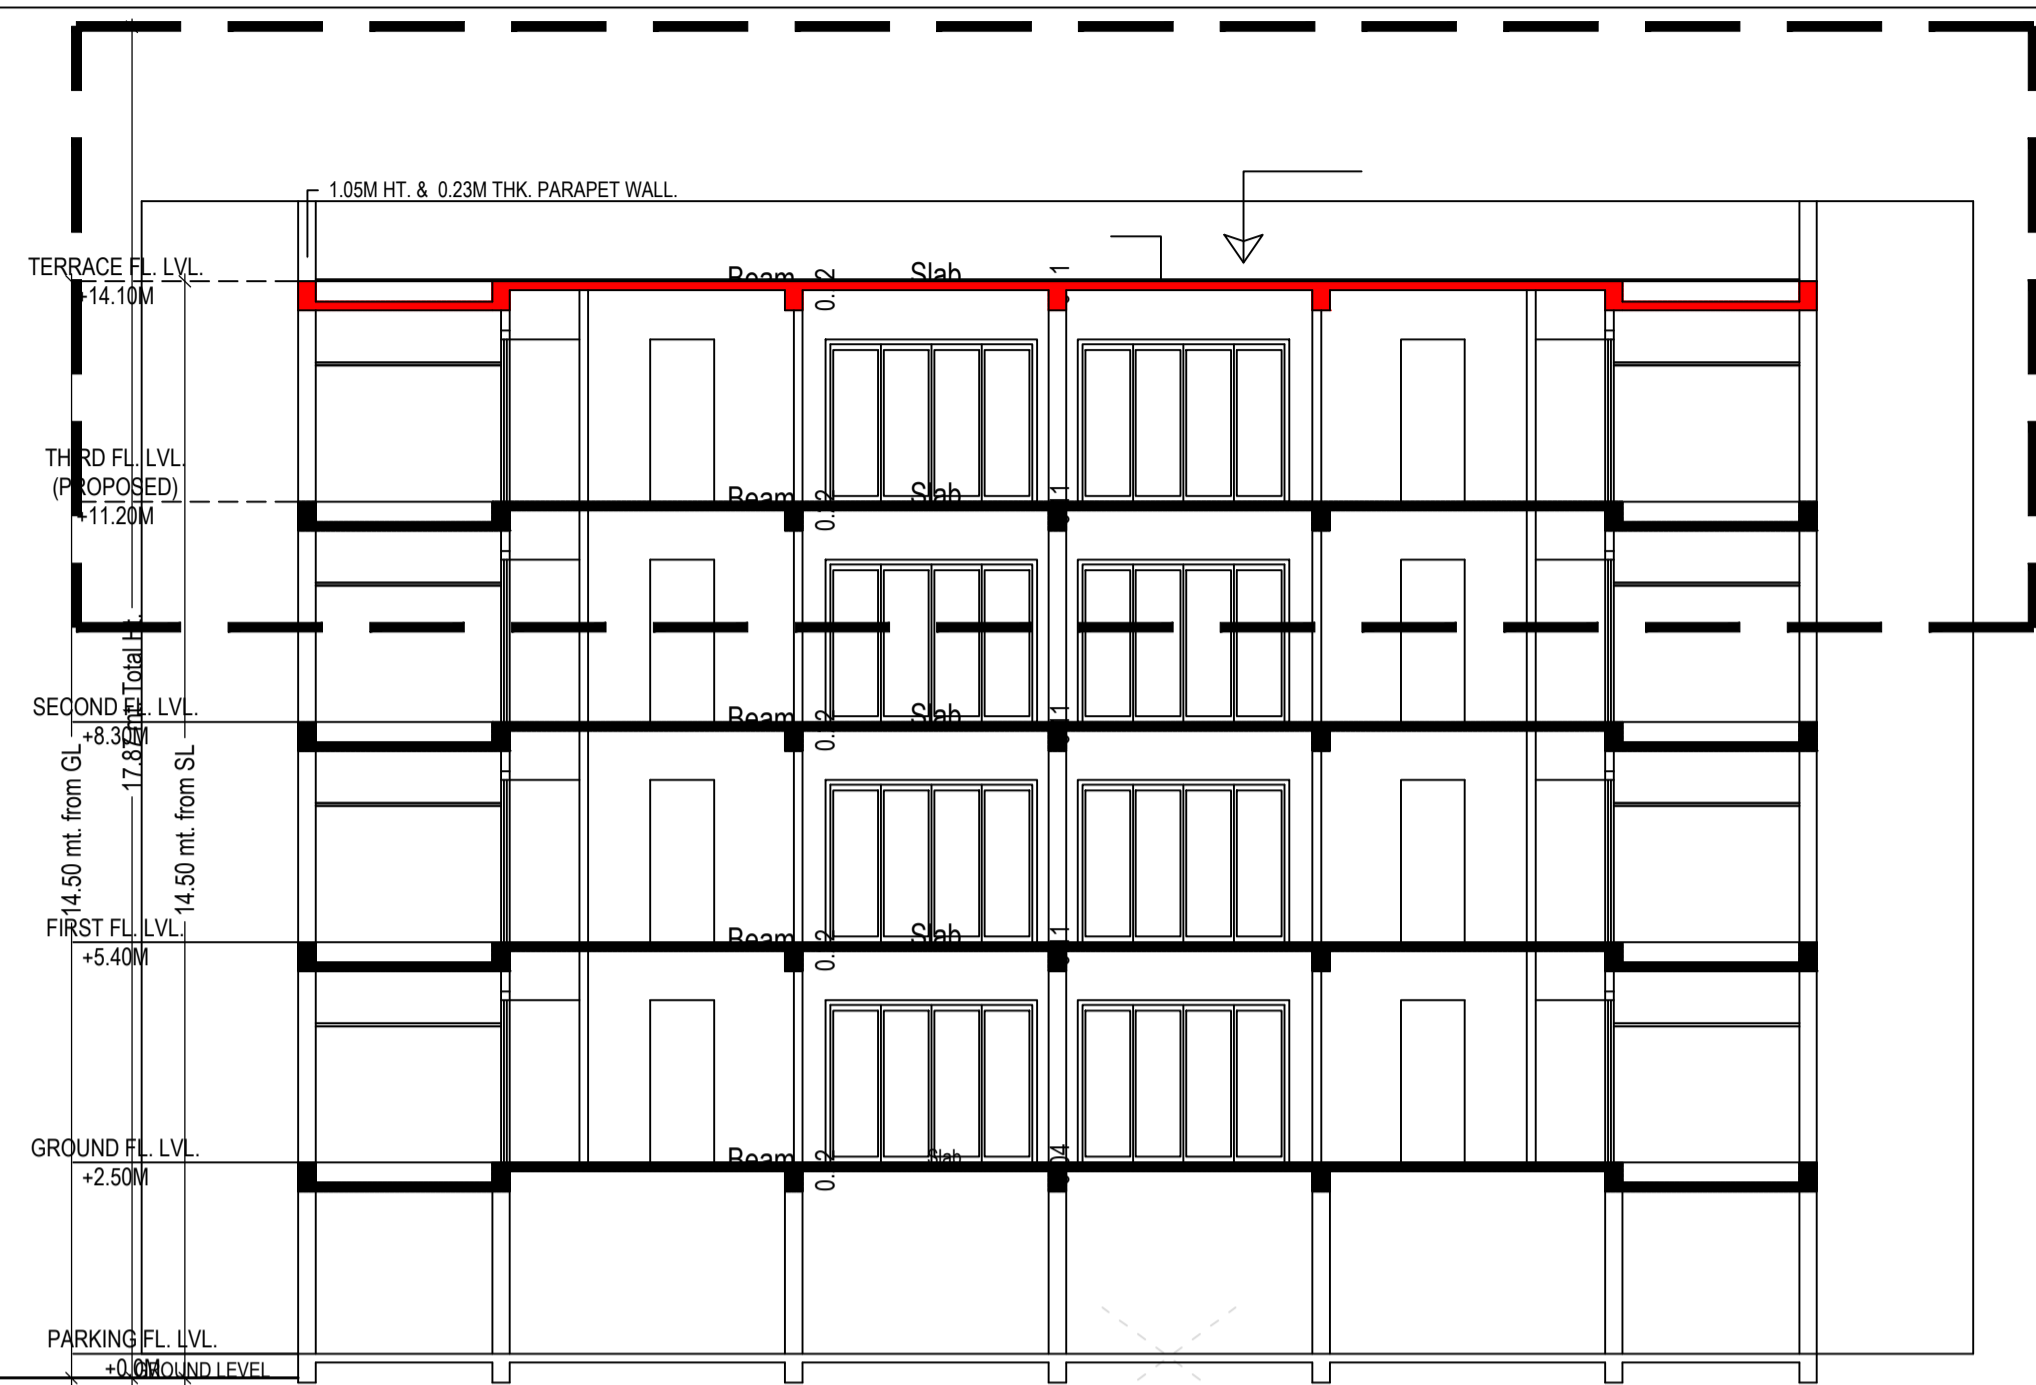 1.05M HT. & 0.23M THK. PARAPET WALL.
TERRACE FL. LVL.
+14.10M
Beam
Slab
THIRD FL. LVL.
(PROPOSED)
+11.20M
Beam
Slab
17.87mt. Total Ht.
SECOND FL. LVL.
+8.30M
Beam
Slab
14.50 mt. from GL
14.50 mt. from SL
FIRST FL. LVL.
+5.40M
Beam
Slab
GROUND FL. LVL.
+2.50M
Beam
Slab
PARKING FL. LVL.
+0.0M
GROUND LEVEL